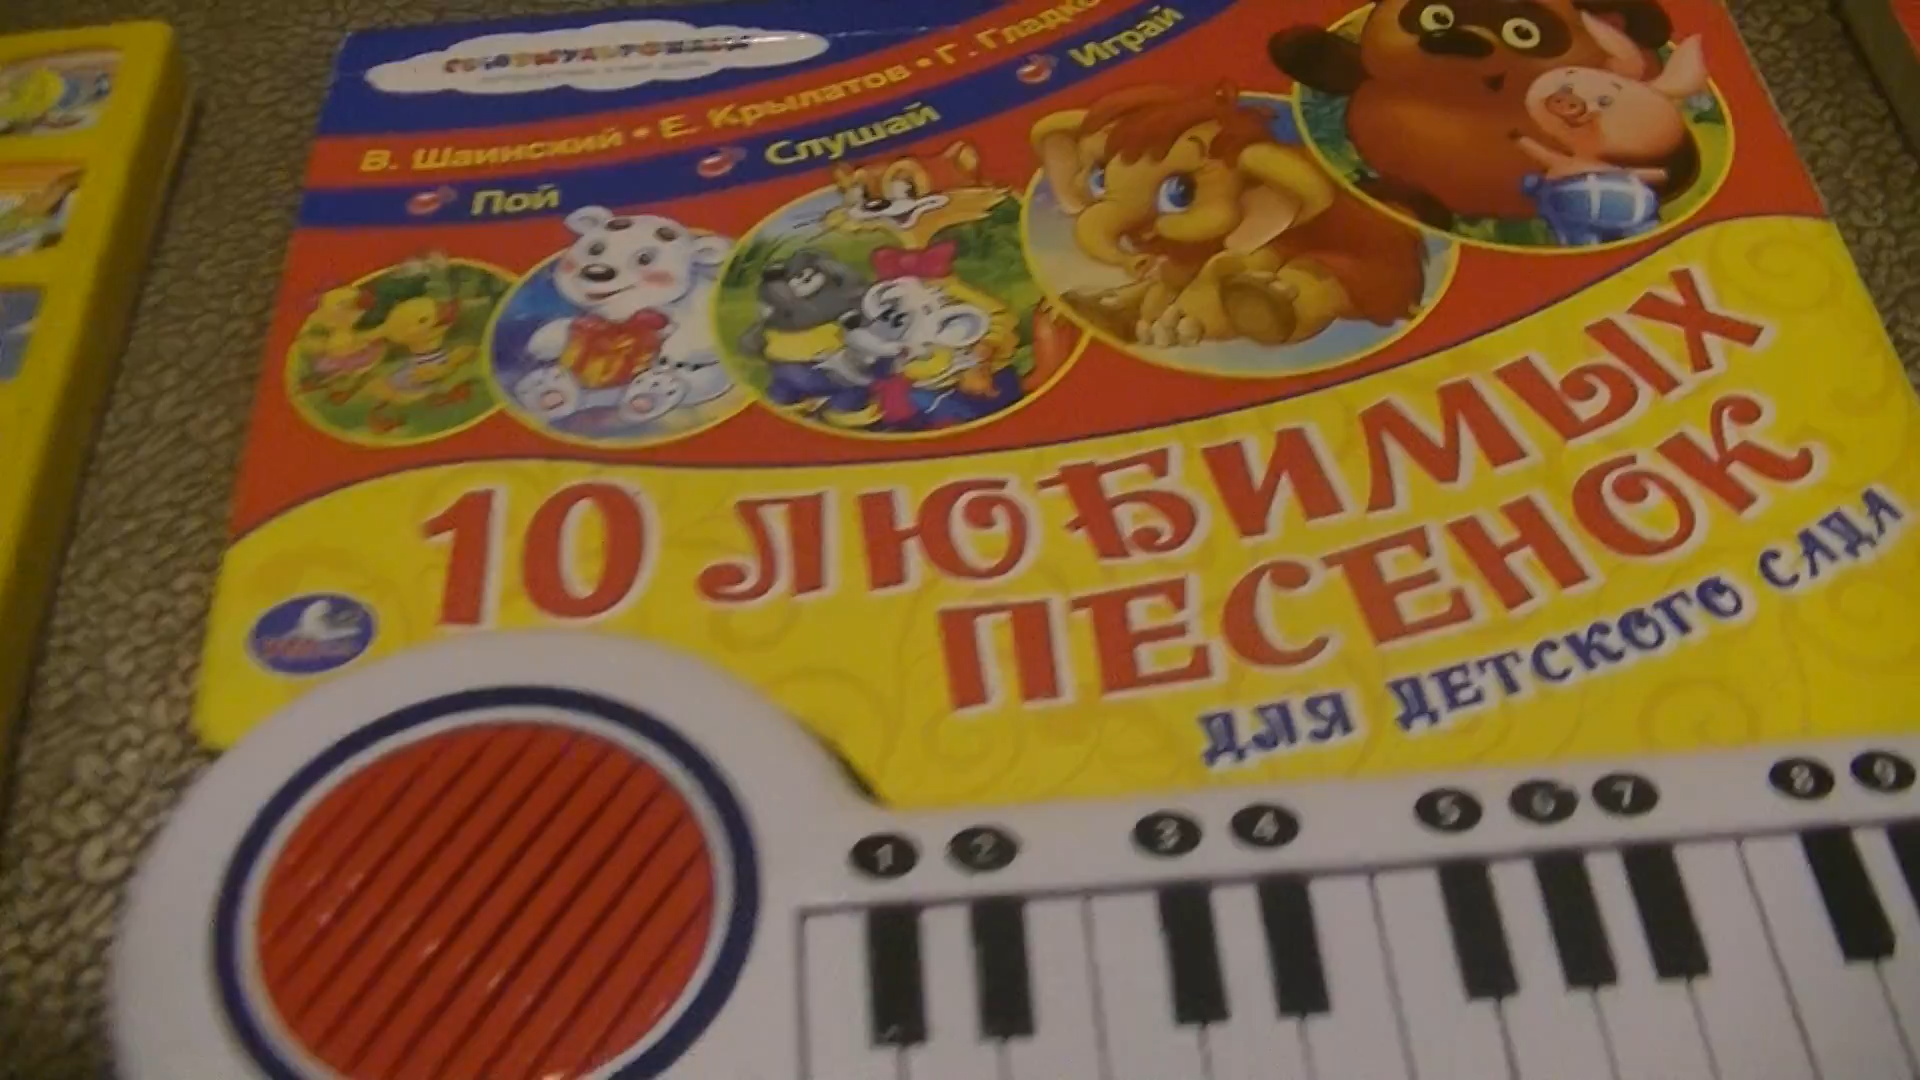 СОЮЗМУЛЬТФИЛЬМ
В. Шаинский • Е. Крылатов • Г. Гладко
Пой Слушай Играй
10 ЛЮБИМЫХ
ПЕСЕНОК
ДЛЯ ДЕТСКОГО САДА
1 2 3 4 5 6 7 8 9